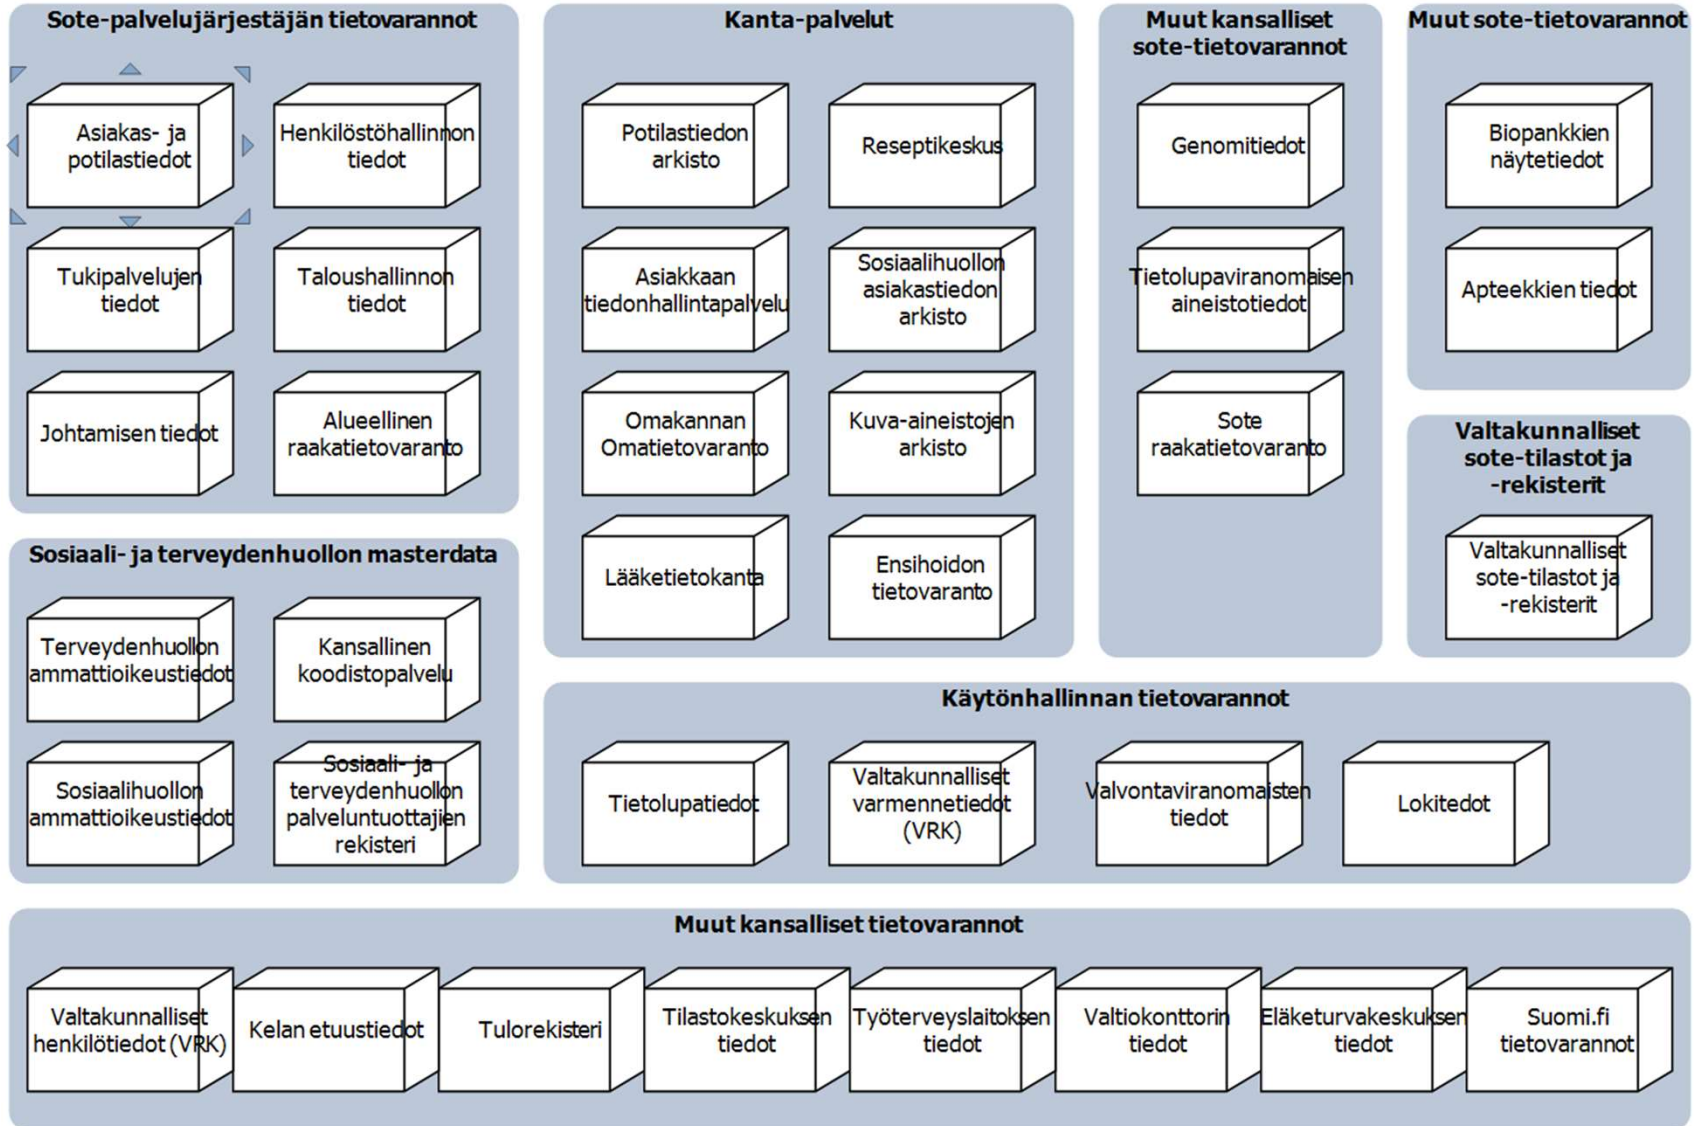 Sote-palvelujärjestäjän tietovarannot
Asiakas- ja
potilastiedot
Henkilöstöhallinnon
tiedot
Tukipalvelujen
tiedot
Taloushallinnon
tiedot
Johtamisen tiedot
Alueellinen
raakatietovaranto
Kanta-palvelut
Potilastiedon
arkisto
Reseptikeskus
Asiakkaan
tiedonhallintapalvelu
Sosiaalihuollon
asiakastiedon
arkisto
Omakannan
Omatietovaranto
Kuva-aineistojen
arkisto
Lääketietokanta
Ensihoidon
tietovaranto
Muut kansalliset
sote-tietovarannot
Genomitiedot
Tietolupaviranomaisen
aineistotiedot
Sote
raakatietovaranto
Muut sote-tietovarannot
Biopankkien
näytetiedot
Apteekkien tiedot
Valtakunnalliset
sote-tilastot ja
-rekisterit
Valtakunnalliset
sote-tilastot ja
-rekisterit
Sosiaali- ja terveydenhuollon masterdata
Terveydenhuollon
ammattioikeustiedot
Kansallinen
koodistopalvelu
Sosiaalihuollon
ammattioikeustiedot
Sosiaali- ja
terveydenhuollon
palveluntuottajien
rekisteri
Käytönhallinnan tietovarannot
Tietolupatiedot
Valtakunnalliset
varmennetiedot
(VRK)
Valvontaviranomaisten
tiedot
Lokitedot
Muut kansalliset tietovarannot
Valtakunnalliset
henkilötiedot (VRK)
Kelan etuustiedot
Tulorekisteri
Tilastokeskuksen
tiedot
Työterveyslaitoksen
tiedot
Valtiokonttorin
tiedot
Eläketurvakeskuksen
tiedot
Suomi.fi
tietovarannot